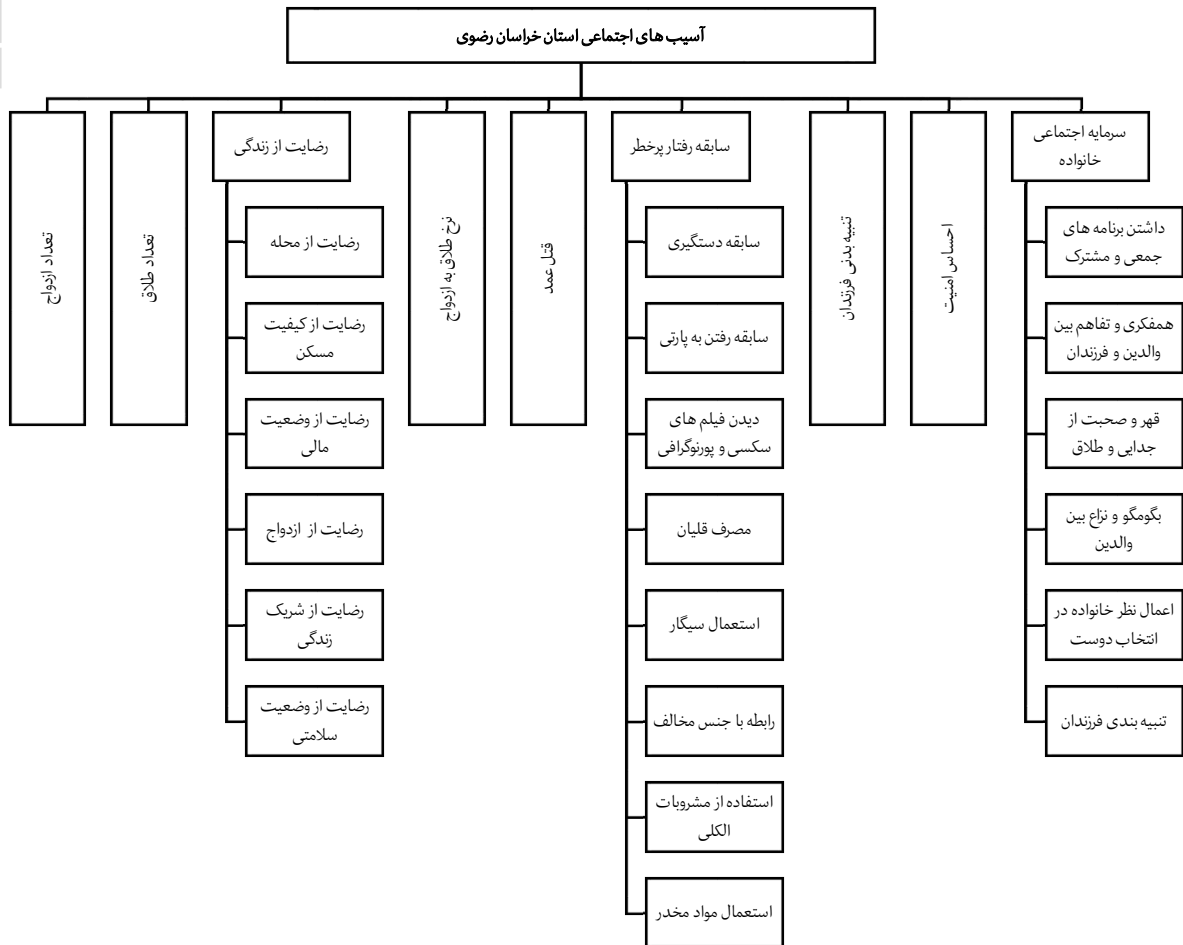 آسیب های اجتماعی استان خراسان رضوی
سرمایه اجتماعی
خانواده
داشتن برنامه های
جمعی و مشترک
همفکری و تفاهم بین
والدین و فرزندان
قهر و صحبت از
جدایی و طلاق
بگومگو و نزاع بین
والدین
اعمال نظر خانواده در
انتخاب دوست
تنبیه بندی فرزندان
احساس امنیت
تنبیه بدنی فرزندان
سابقه رفتار پرخطر
سابقه دستگیری
سابقه رفتن به پارتی
دیدن فیلم های
سکسی و پورنوگرافی
مصرف قلیان
استعمال سیگار
رابطه با جنس مخالف
استفاده از مشروبات
الکلی
استعمال مواد مخدر
قتل عمد
نرخ طلاق به ازدواج
رضایت از زندگی
رضایت از محله
رضایت از کیفیت
مسکن
رضایت از وضعیت
مالی
رضایت از ازدواج
رضایت از شریک
زندگی
رضایت از وضعیت
سلامتی
تعداد طلاق
تعداد ازدواج